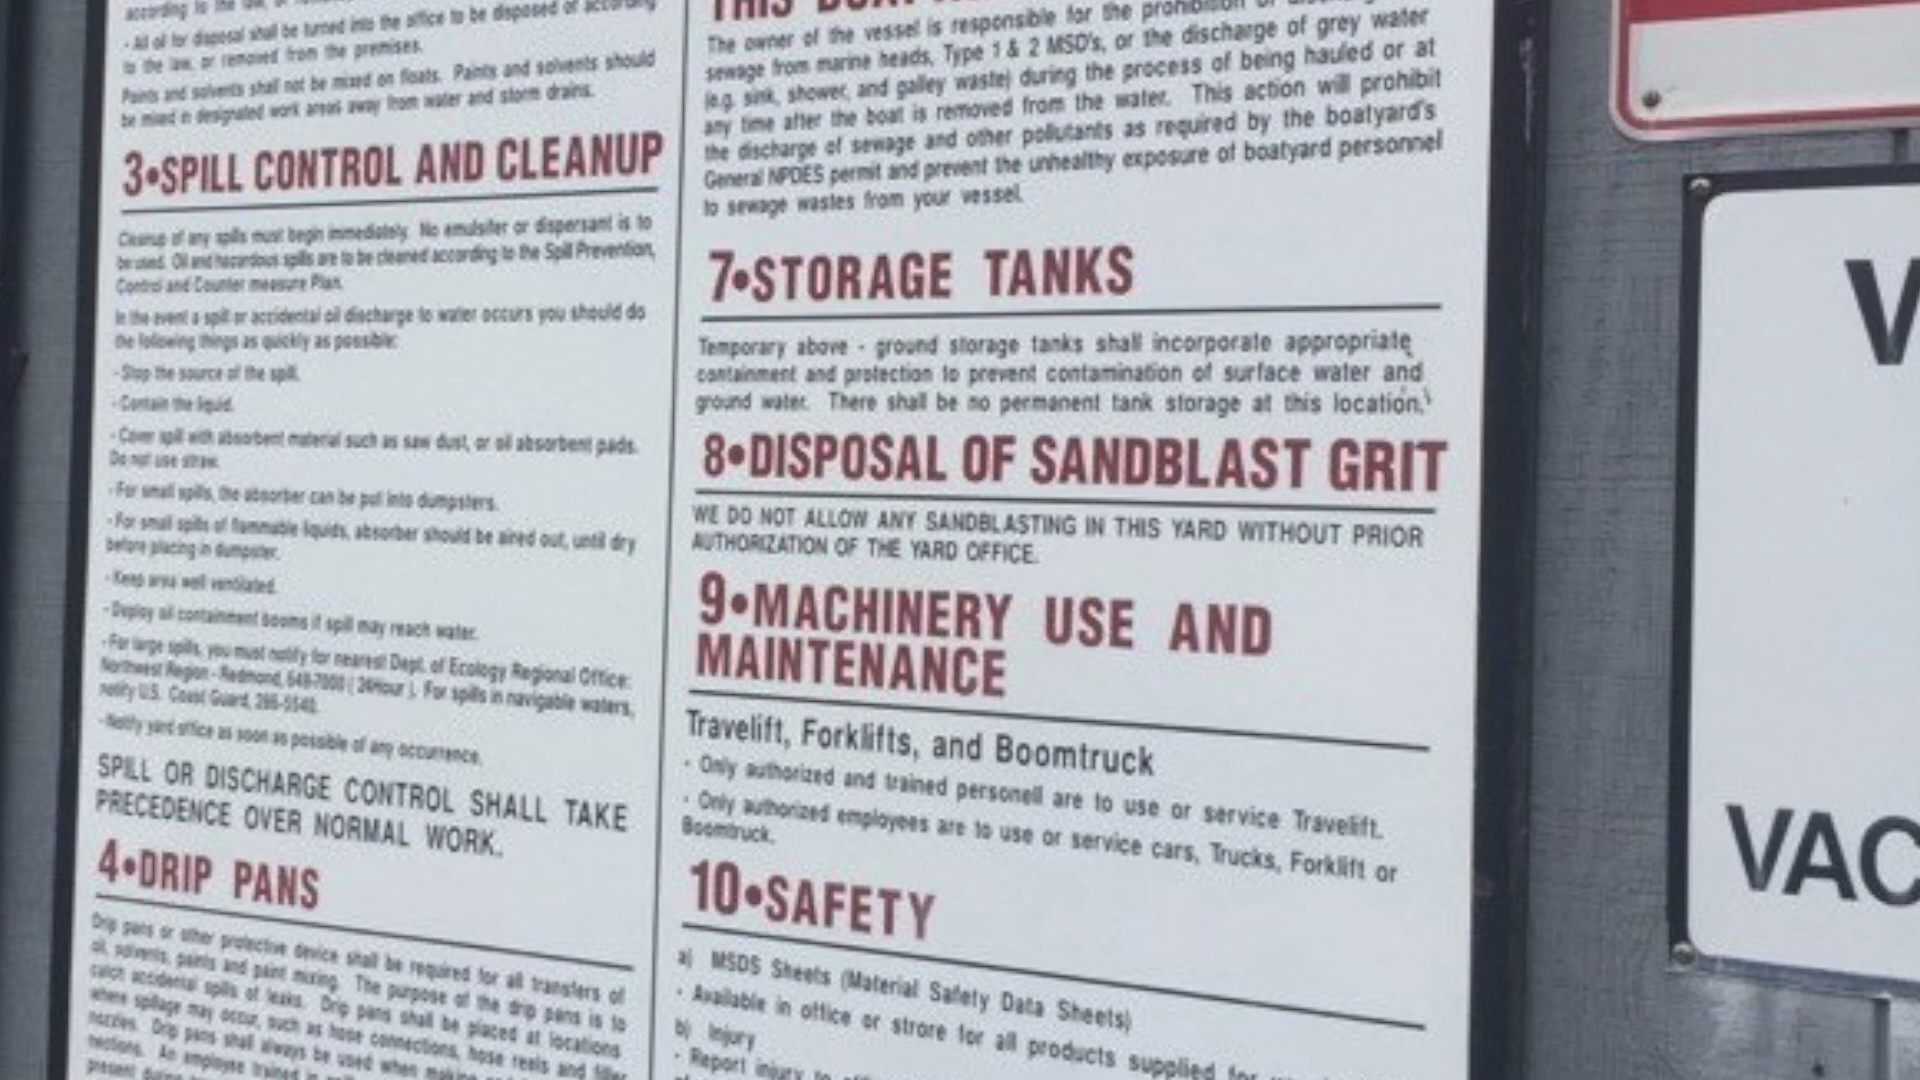 - All oil for disposal shall be turned into the office to be disposed of according
to the law, or removed from the premises.
Paints and solvents shall not be mixed on floats. Paints and solvents should
be mixed in designated work areas away from water and storm drains.
3•SPILL CONTROL AND CLEANUP
Cleanup of any spills must begin immediately. No emulsifer or dispersant is to
be used. Oil and hazardous spills are to be cleaned according to the Spill Prevention,
Control and Counter measure Plan.
In the event a spill or accidental oil discharge to water occurs you should do
the following things as quickly as possible:
- Stop the source of the spill.
- Contain the liquid.
- Cover spill with absorbent material such as saw dust, or oil absorbent pads.
Do not use straw.
- For small spills, the absorber can be put into dumpsters.
- For small spills of flammable liquids, absorber should be aired out, until dry
before placing in dumpster.
- Keep area well ventilated.
- Deploy oil containment booms if spill may reach water.
- For large spills, you must notify for nearest Dept. of Ecology Regional Office:
Northwest Region - Redmond, 649-7000 ( 24Hour ). For spills in navigable waters,
notify U.S. Coast Guard, 286-5540.
- Notify yard office as soon as possible of any occurrence.
SPILL OR DISCHARGE CONTROL SHALL TAKE
PRECEDENCE OVER NORMAL WORK.
4•DRIP PANS
Drip pans or other protective device shall be required for all transfers of
oil, solvents, paints and paint mixing. The purpose of the drip pans is to
catch accidental spills of leaks. Drip pans shall be placed at locations
where spillage may occur, such as hose connections, hose reels and filler
nozzles. Drip pans shall always be used when making
nections. An employee trained in
present during
THIS
The owner of the vessel is responsible for the prohibition
sewage from marine heads, Type 1 & 2 MSD's, or the discharge of grey water
(e.g. sink, shower, and galley waste) during the process of being hauled or at
any time after the boat is removed from the water. This action will prohibit
the discharge of sewage and other pollutants as required by the boatyard's
General NPDES permit and prevent the unhealthy exposure of boatyard personnel
to sewage wastes from your vessel.
7•STORAGE TANKS
Temporary above - ground storage tanks shall incorporate appropriate
containment and protection to prevent contamination of surface water and
ground water. There shall be no permanent tank storage at this location.
8•DISPOSAL OF SANDBLAST GRIT
WE DO NOT ALLOW ANY SANDBLASTING IN THIS YARD WITHOUT PRIOR
AUTHORIZATION OF THE YARD OFFICE.
9•MACHINERY USE AND
MAINTENANCE
Travelift, Forklifts, and Boomtruck
- Only authorized and trained personell are to use or service Travelift.
- Only authorized employees are to use or service cars, Trucks, Forklift or
Boomtruck.
10•SAFETY
a) MSDS Sheets (Material Safety Data Sheets)
- Available in office or strore for all products supplied for
b) Injury
- Report injury to
V
VAC